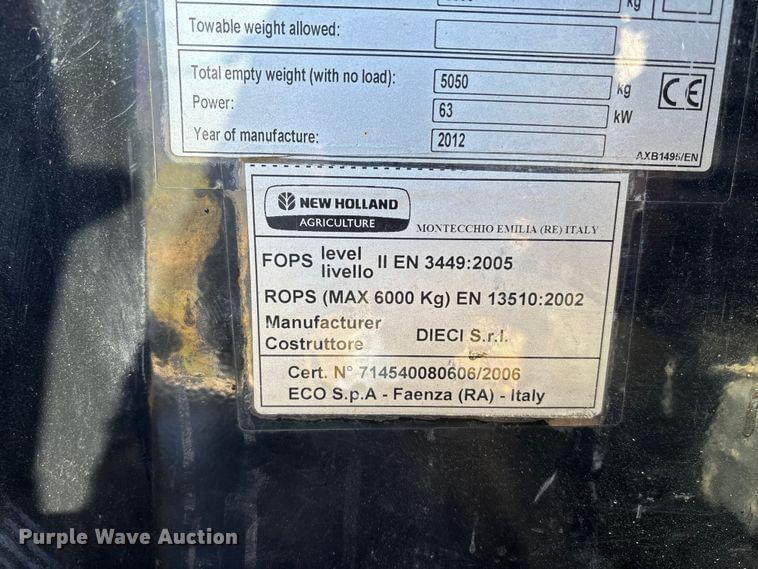 kg
Towable weight allowed:
Total empty weight (with no load): 5050 kg
Power: 63 kW
Year of manufacture: 2012
CE
AXB1495/EN
NEW HOLLAND
AGRICULTURE
MONTECCHIO EMILIA (RE) ITALY
FOPS level livello II EN 3449:2005
ROPS (MAX 6000 Kg) EN 13510:2002
Manufacturer
Costruttore DIECI S.r.l.
Cert. N° 714540080606/2006
ECO S.p.A - Faenza (RA) - Italy
Purple Wave Auction